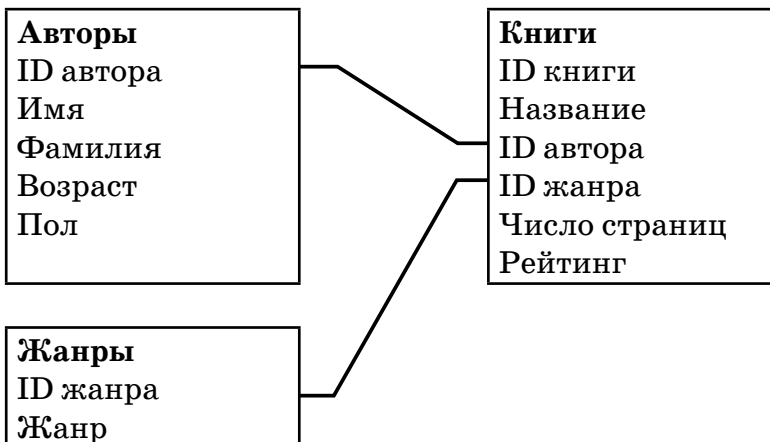 Авторы
ID автора
Имя
Фамилия
Возраст
Пол
Книги
ID книги
Название
ID автора
ID жанра
Число страниц
Рейтинг
Жанры
ID жанра
Жанр